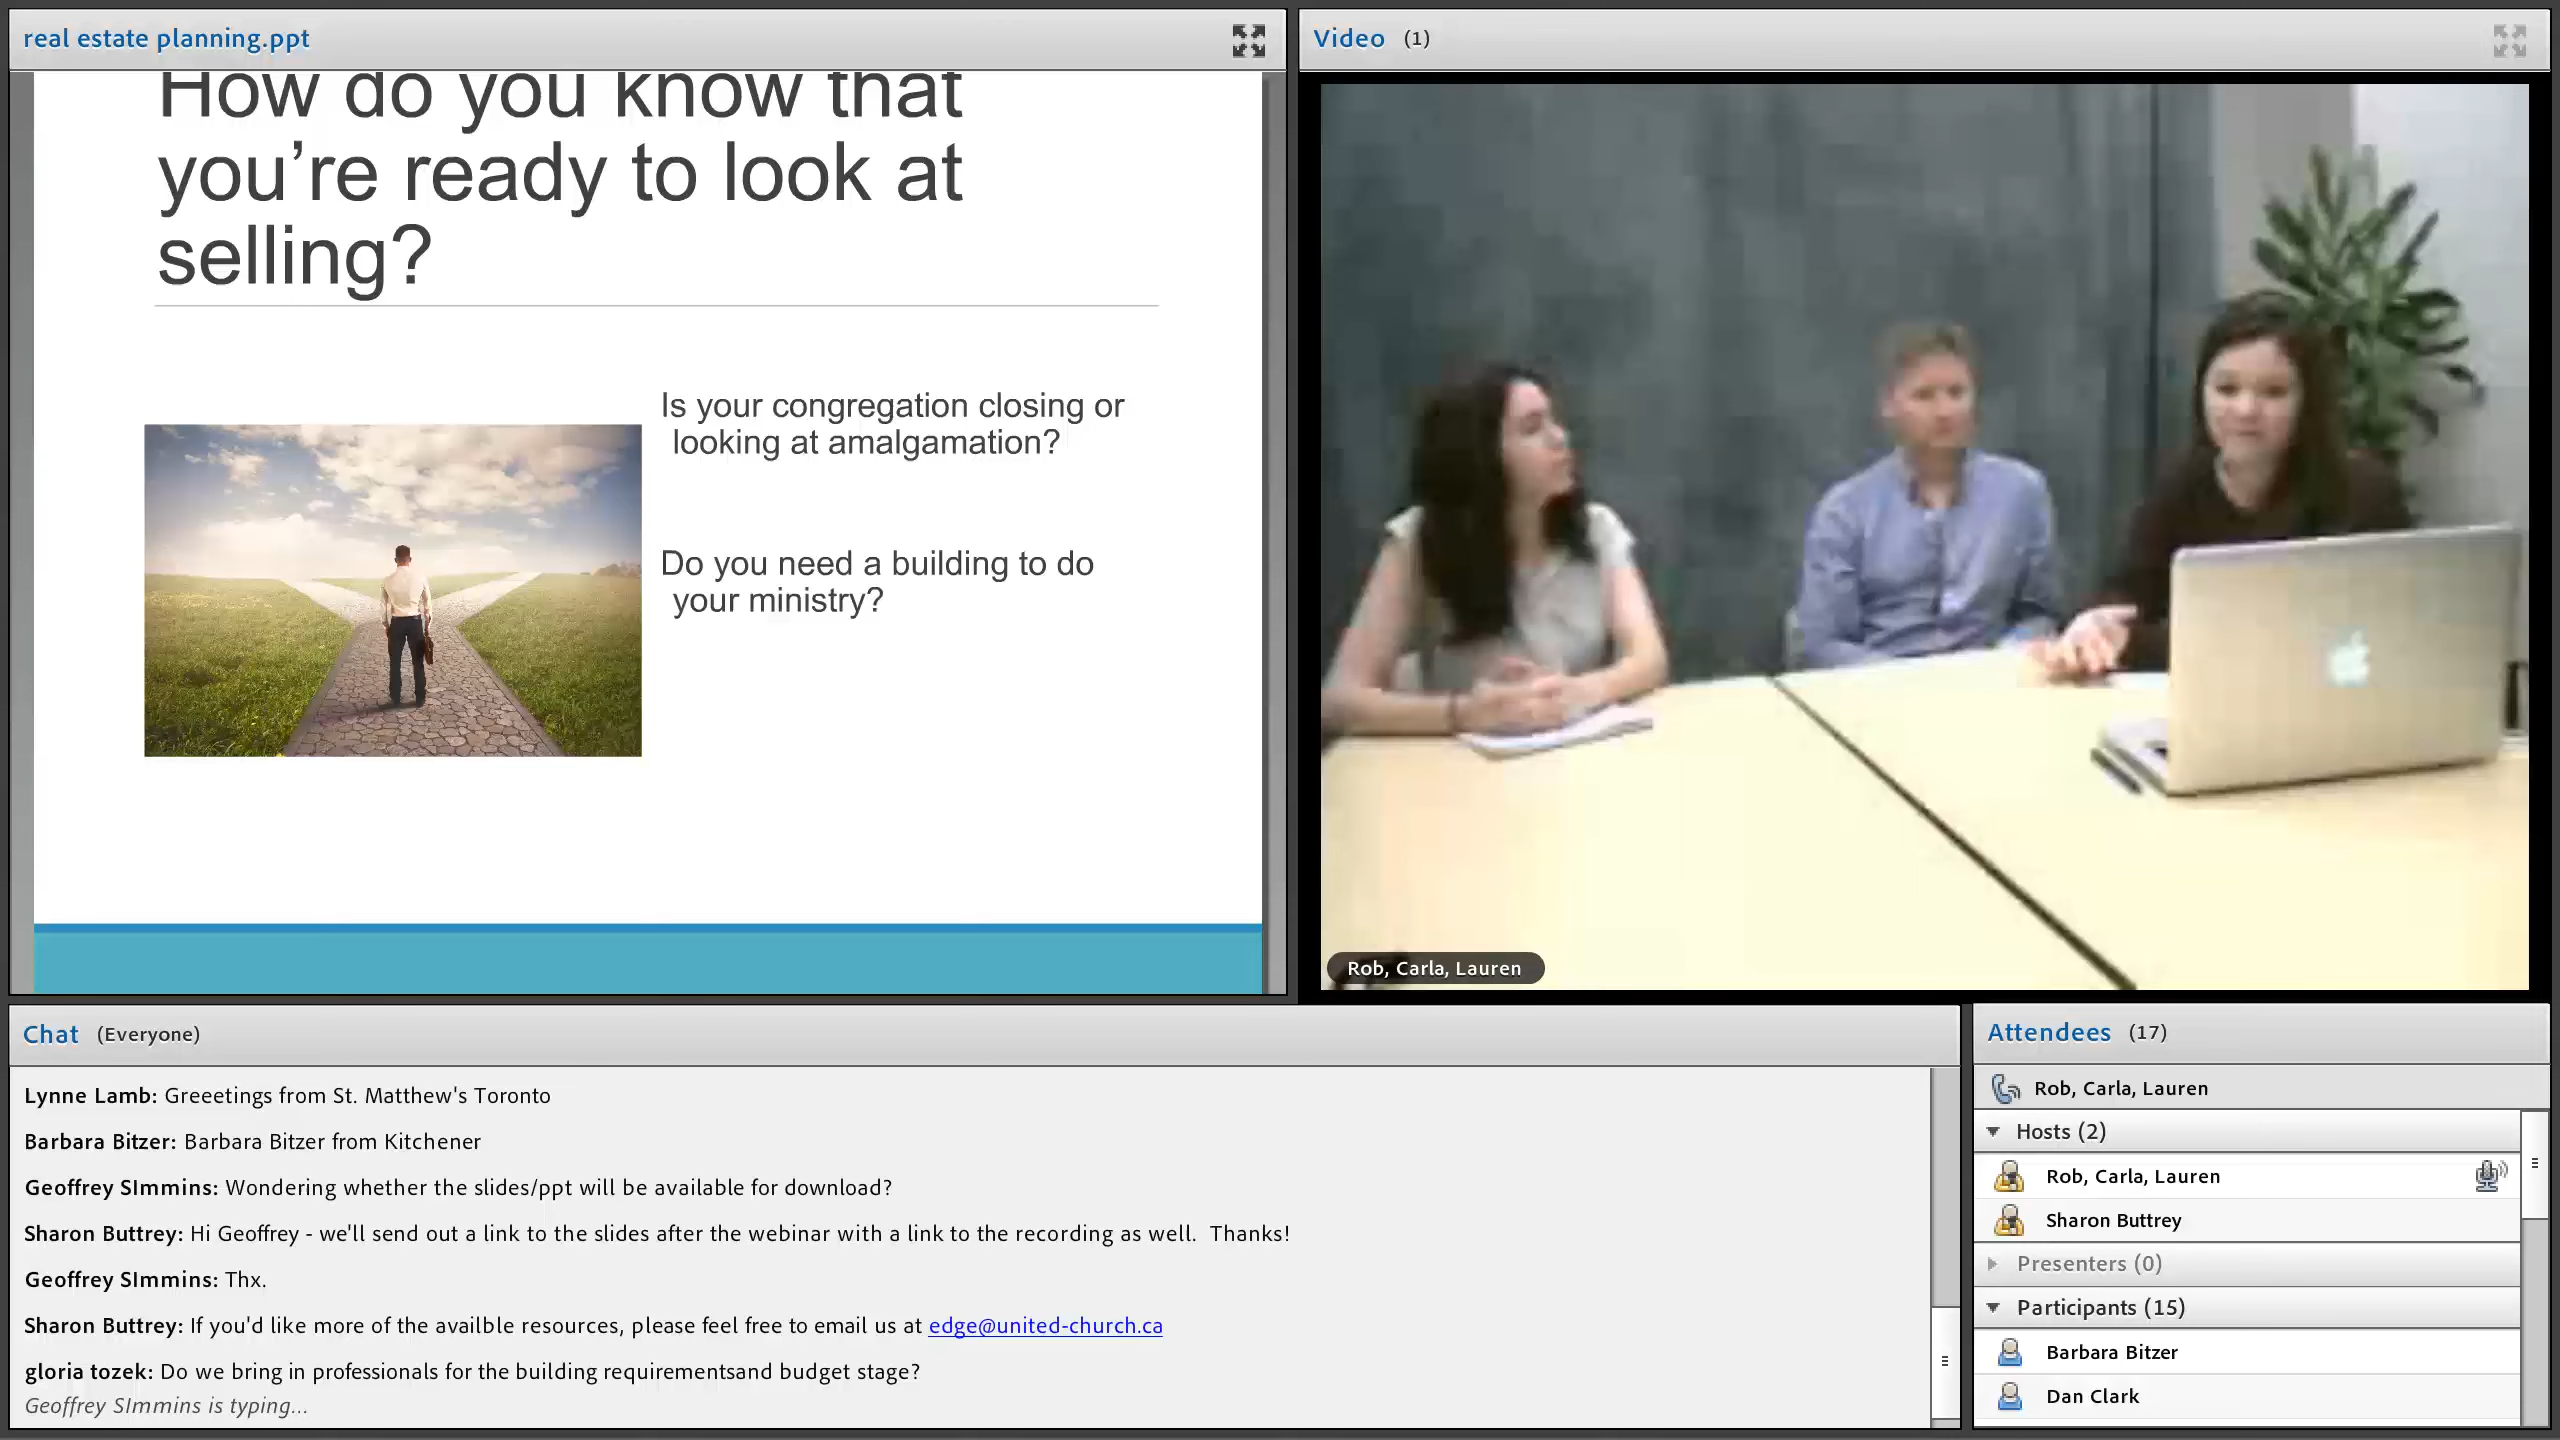 real estate planning.ppt
How do you know that
you’re ready to look at
selling?
Is your congregation closing or
looking at amalgamation?
Do you need a building to do
your ministry?
Video (1)
Rob, Carla, Lauren
Chat (Everyone)
Lynne Lamb: Greeetings from St. Matthew's Toronto
Barbara Bitzer: Barbara Bitzer from Kitchener
Geoffrey SImmins: Wondering whether the slides/ppt will be available for download?
Sharon Buttrey: Hi Geoffrey - we'll send out a link to the slides after the webinar with a link to the recording as well.  Thanks!
Geoffrey SImmins: Thx.
Sharon Buttrey: If you'd like more of the availble resources, please feel free to email us at edge@united-church.ca
gloria tozek: Do we bring in professionals for the building requirementsand budget stage?
Geoffrey SImmins is typing...
Attendees (17)
Rob, Carla, Lauren
Hosts (2)
Rob, Carla, Lauren
Sharon Buttrey
Presenters (0)
Participants (15)
Barbara Bitzer
Dan Clark